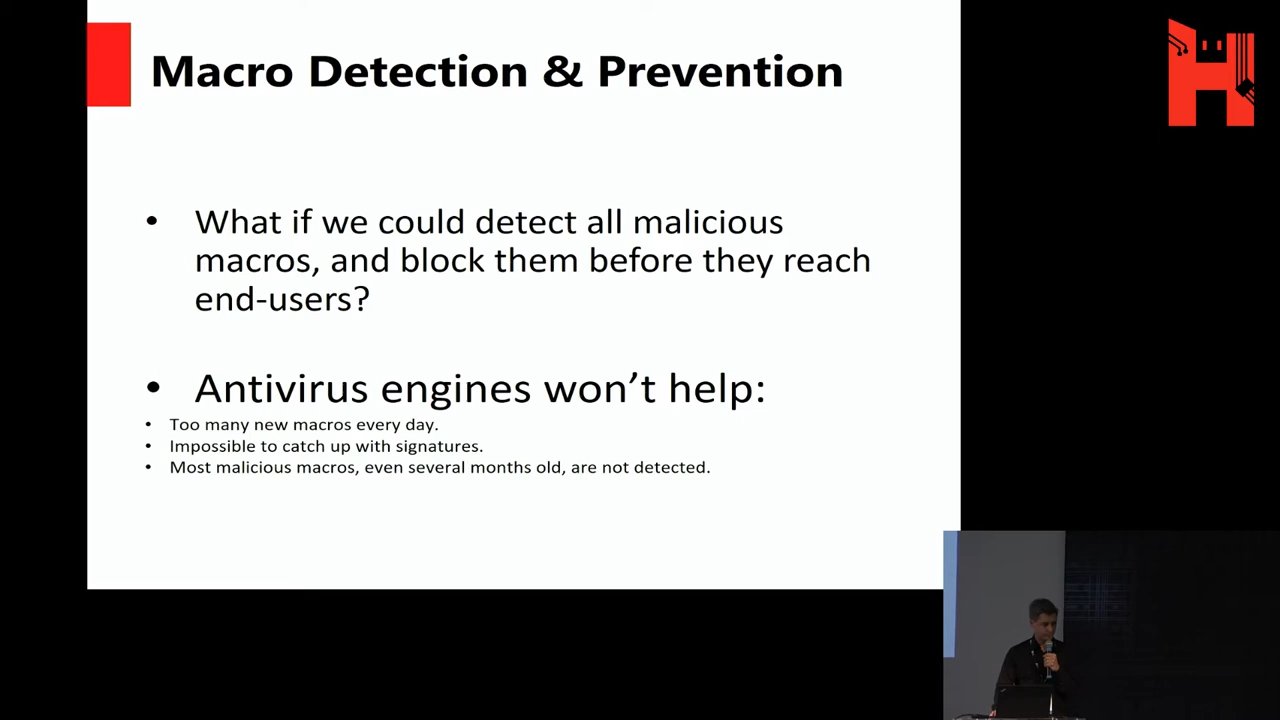 Macro Detection & Prevention
• What if we could detect all malicious
macros, and block them before they reach
end-users?
• Antivirus engines won’t help:
• Too many new macros every day.
• Impossible to catch up with signatures.
• Most malicious macros, even several months old, are not detected.